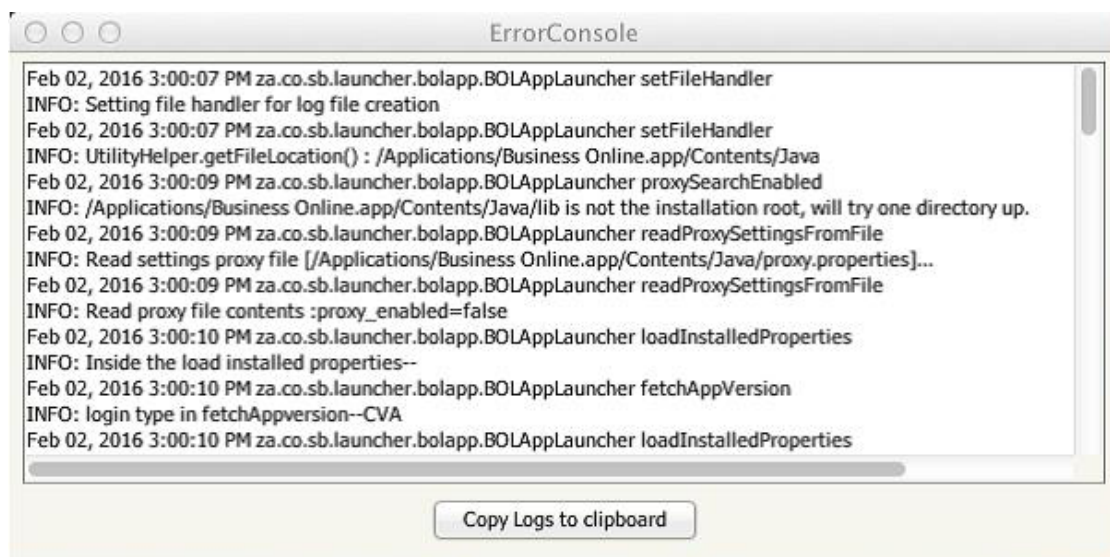 ErrorConsole
Feb 02, 2016 3:00:07 PM za.co.sb.launcher.bolapp.BOLAppLauncher setFileHandler
INFO: Setting file handler for log file creation
Feb 02, 2016 3:00:07 PM za.co.sb.launcher.bolapp.BOLAppLauncher setFileHandler
INFO: UtilityHelper.getFileLocation() : /Applications/Business Online.app/Contents/Java
Feb 02, 2016 3:00:09 PM za.co.sb.launcher.bolapp.BOLAppLauncher proxySearchEnabled
INFO: /Applications/Business Online.app/Contents/Java/lib is not the installation root, will try one directory up.
Feb 02, 2016 3:00:09 PM za.co.sb.launcher.bolapp.BOLAppLauncher readProxySettingsFromFile
INFO: Read settings proxy file [/Applications/Business Online.app/Contents/Java/proxy.properties]...
Feb 02, 2016 3:00:09 PM za.co.sb.launcher.bolapp.BOLAppLauncher readProxySettingsFromFile
INFO: Read proxy file contents :proxy_enabled=false
Feb 02, 2016 3:00:10 PM za.co.sb.launcher.bolapp.BOLAppLauncher loadInstalledProperties
INFO: Inside the load installed properties--
Feb 02, 2016 3:00:10 PM za.co.sb.launcher.bolapp.BOLAppLauncher fetchAppVersion
INFO: login type in fetchAppversion--CVA
Feb 02, 2016 3:00:10 PM za.co.sb.launcher.bolapp.BOLAppLauncher loadInstalledProperties
Copy Logs to clipboard